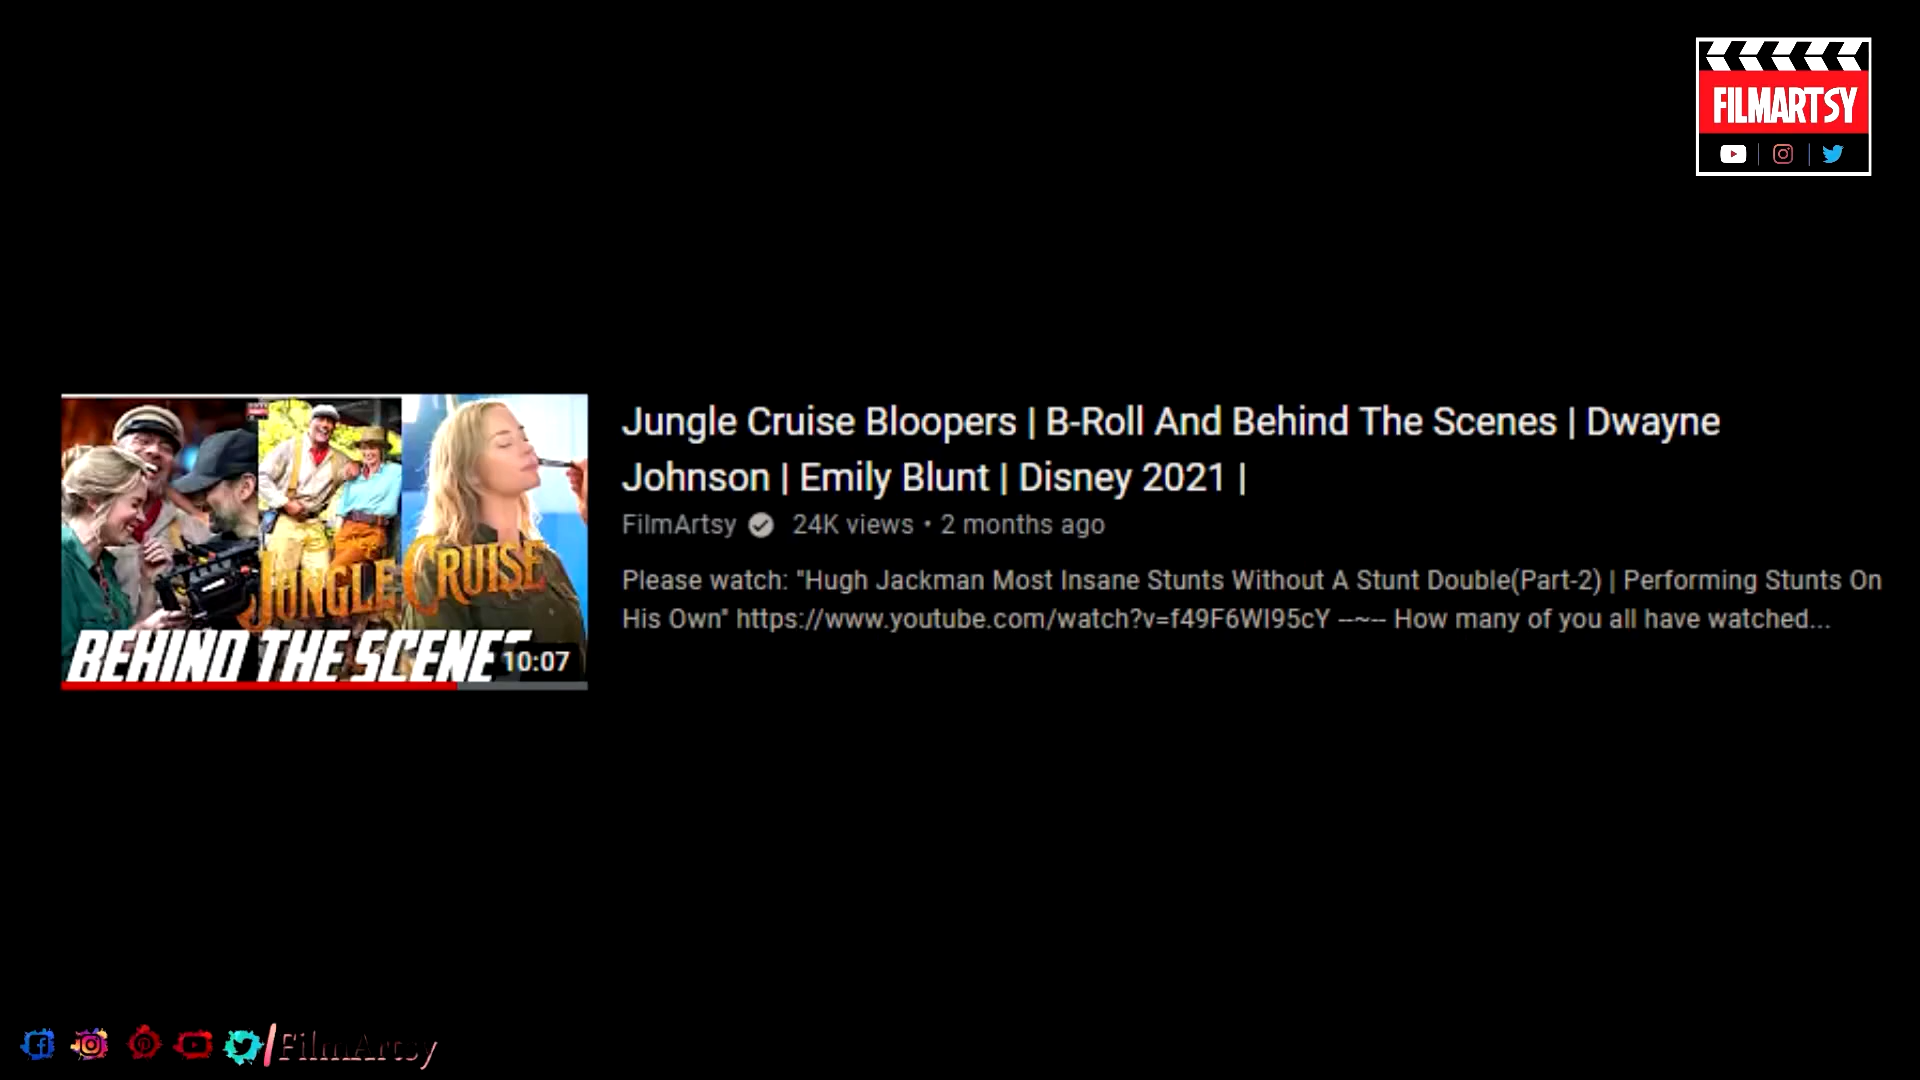 FILMARTSY
Jungle Cruise Bloopers | B-Roll And Behind The Scenes | Dwayne
Johnson | Emily Blunt | Disney 2021 |
FilmArtsy 24K views • 2 months ago
Please watch: "Hugh Jackman Most Insane Stunts Without A Stunt Double(Part-2) | Performing Stunts On
His Own" https://www.youtube.com/watch?v=f49F6WI95cY --~-- How many of you all have watched...
JUNGLE CRUISE
BEHIND THE SCENE
10:07
/FilmArtsy